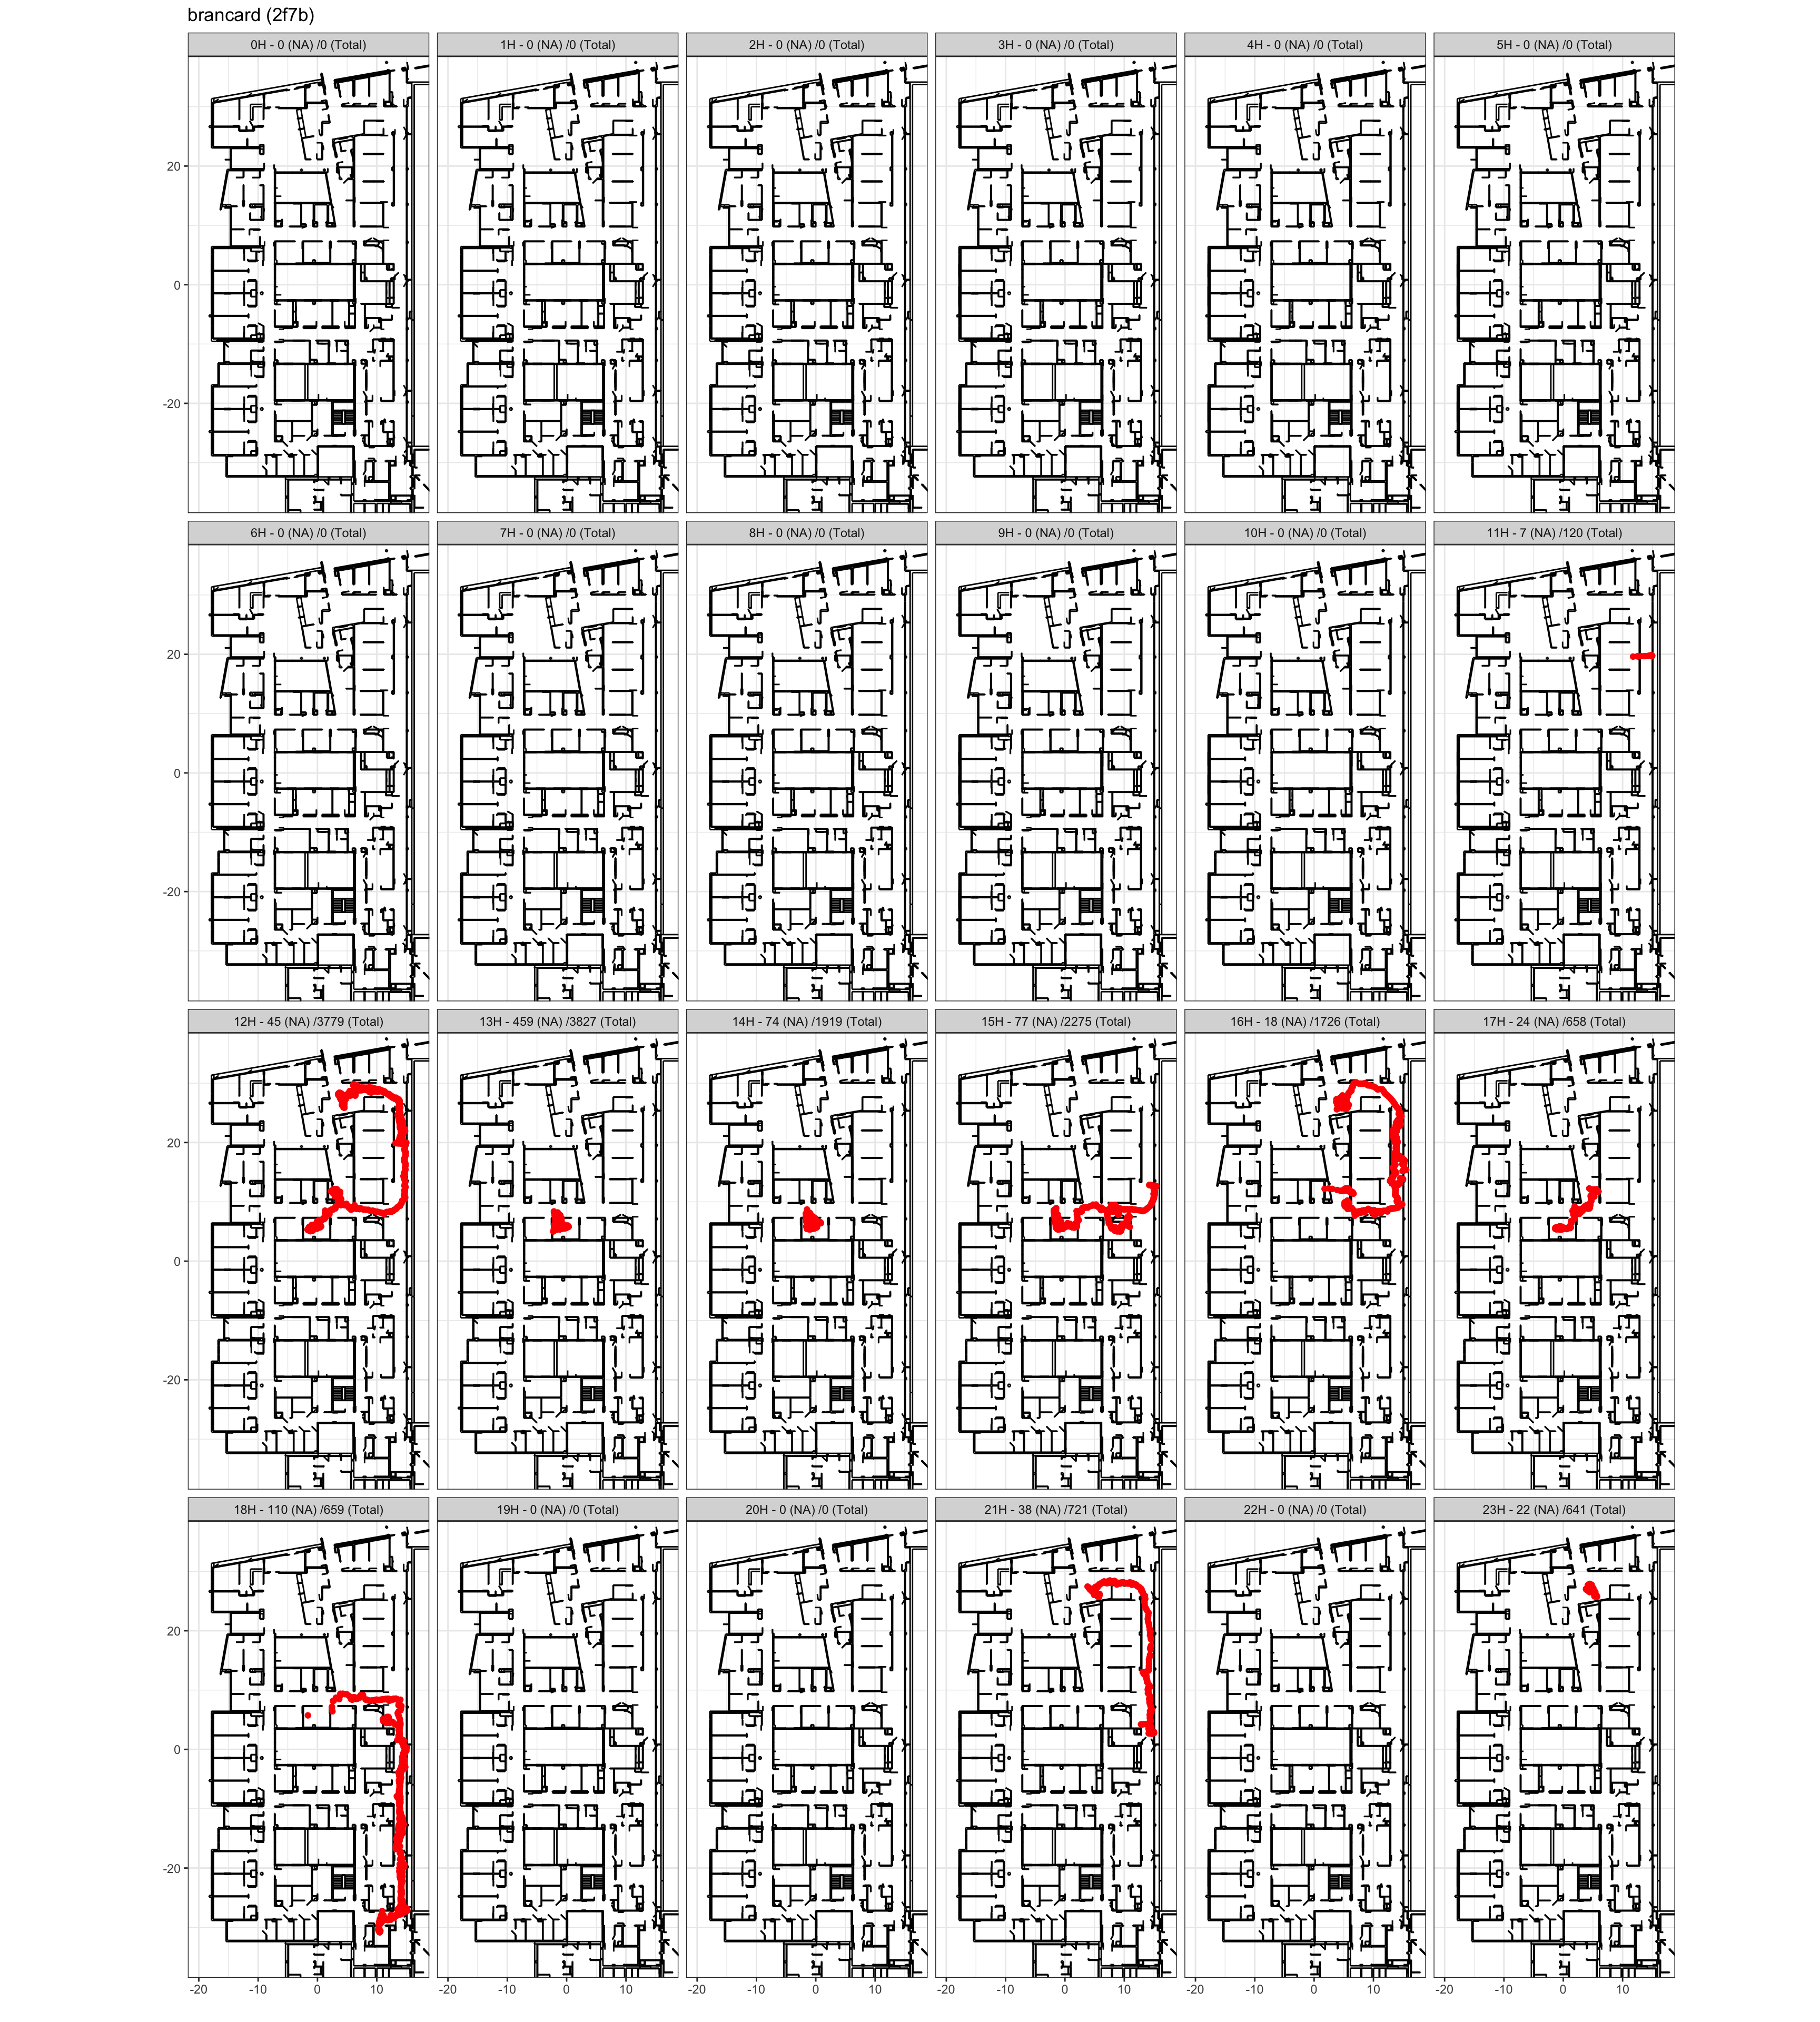 brancard (2f7b)
0H - 0 (NA) /0 (Total)
1H - 0 (NA) /0 (Total)
2H - 0 (NA) /0 (Total)
3H - 0 (NA) /0 (Total)
4H - 0 (NA) /0 (Total)
5H - 0 (NA) /0 (Total)
20
0
-20
6H - 0 (NA) /0 (Total)
7H - 0 (NA) /0 (Total)
8H - 0 (NA) /0 (Total)
9H - 0 (NA) /0 (Total)
10H - 0 (NA) /0 (Total)
11H - 7 (NA) /120 (Total)
20
0
-20
12H - 45 (NA) /3779 (Total)
13H - 459 (NA) /3827 (Total)
14H - 74 (NA) /1919 (Total)
15H - 77 (NA) /2275 (Total)
16H - 18 (NA) /1726 (Total)
17H - 24 (NA) /658 (Total)
20
0
-20
18H - 110 (NA) /659 (Total)
19H - 0 (NA) /0 (Total)
20H - 0 (NA) /0 (Total)
21H - 38 (NA) /721 (Total)
22H - 0 (NA) /0 (Total)
23H - 22 (NA) /641 (Total)
20
0
-20
-20 -10 0 10
-20 -10 0 10
-20 -10 0 10
-20 -10 0 10
-20 -10 0 10
-20 -10 0 10